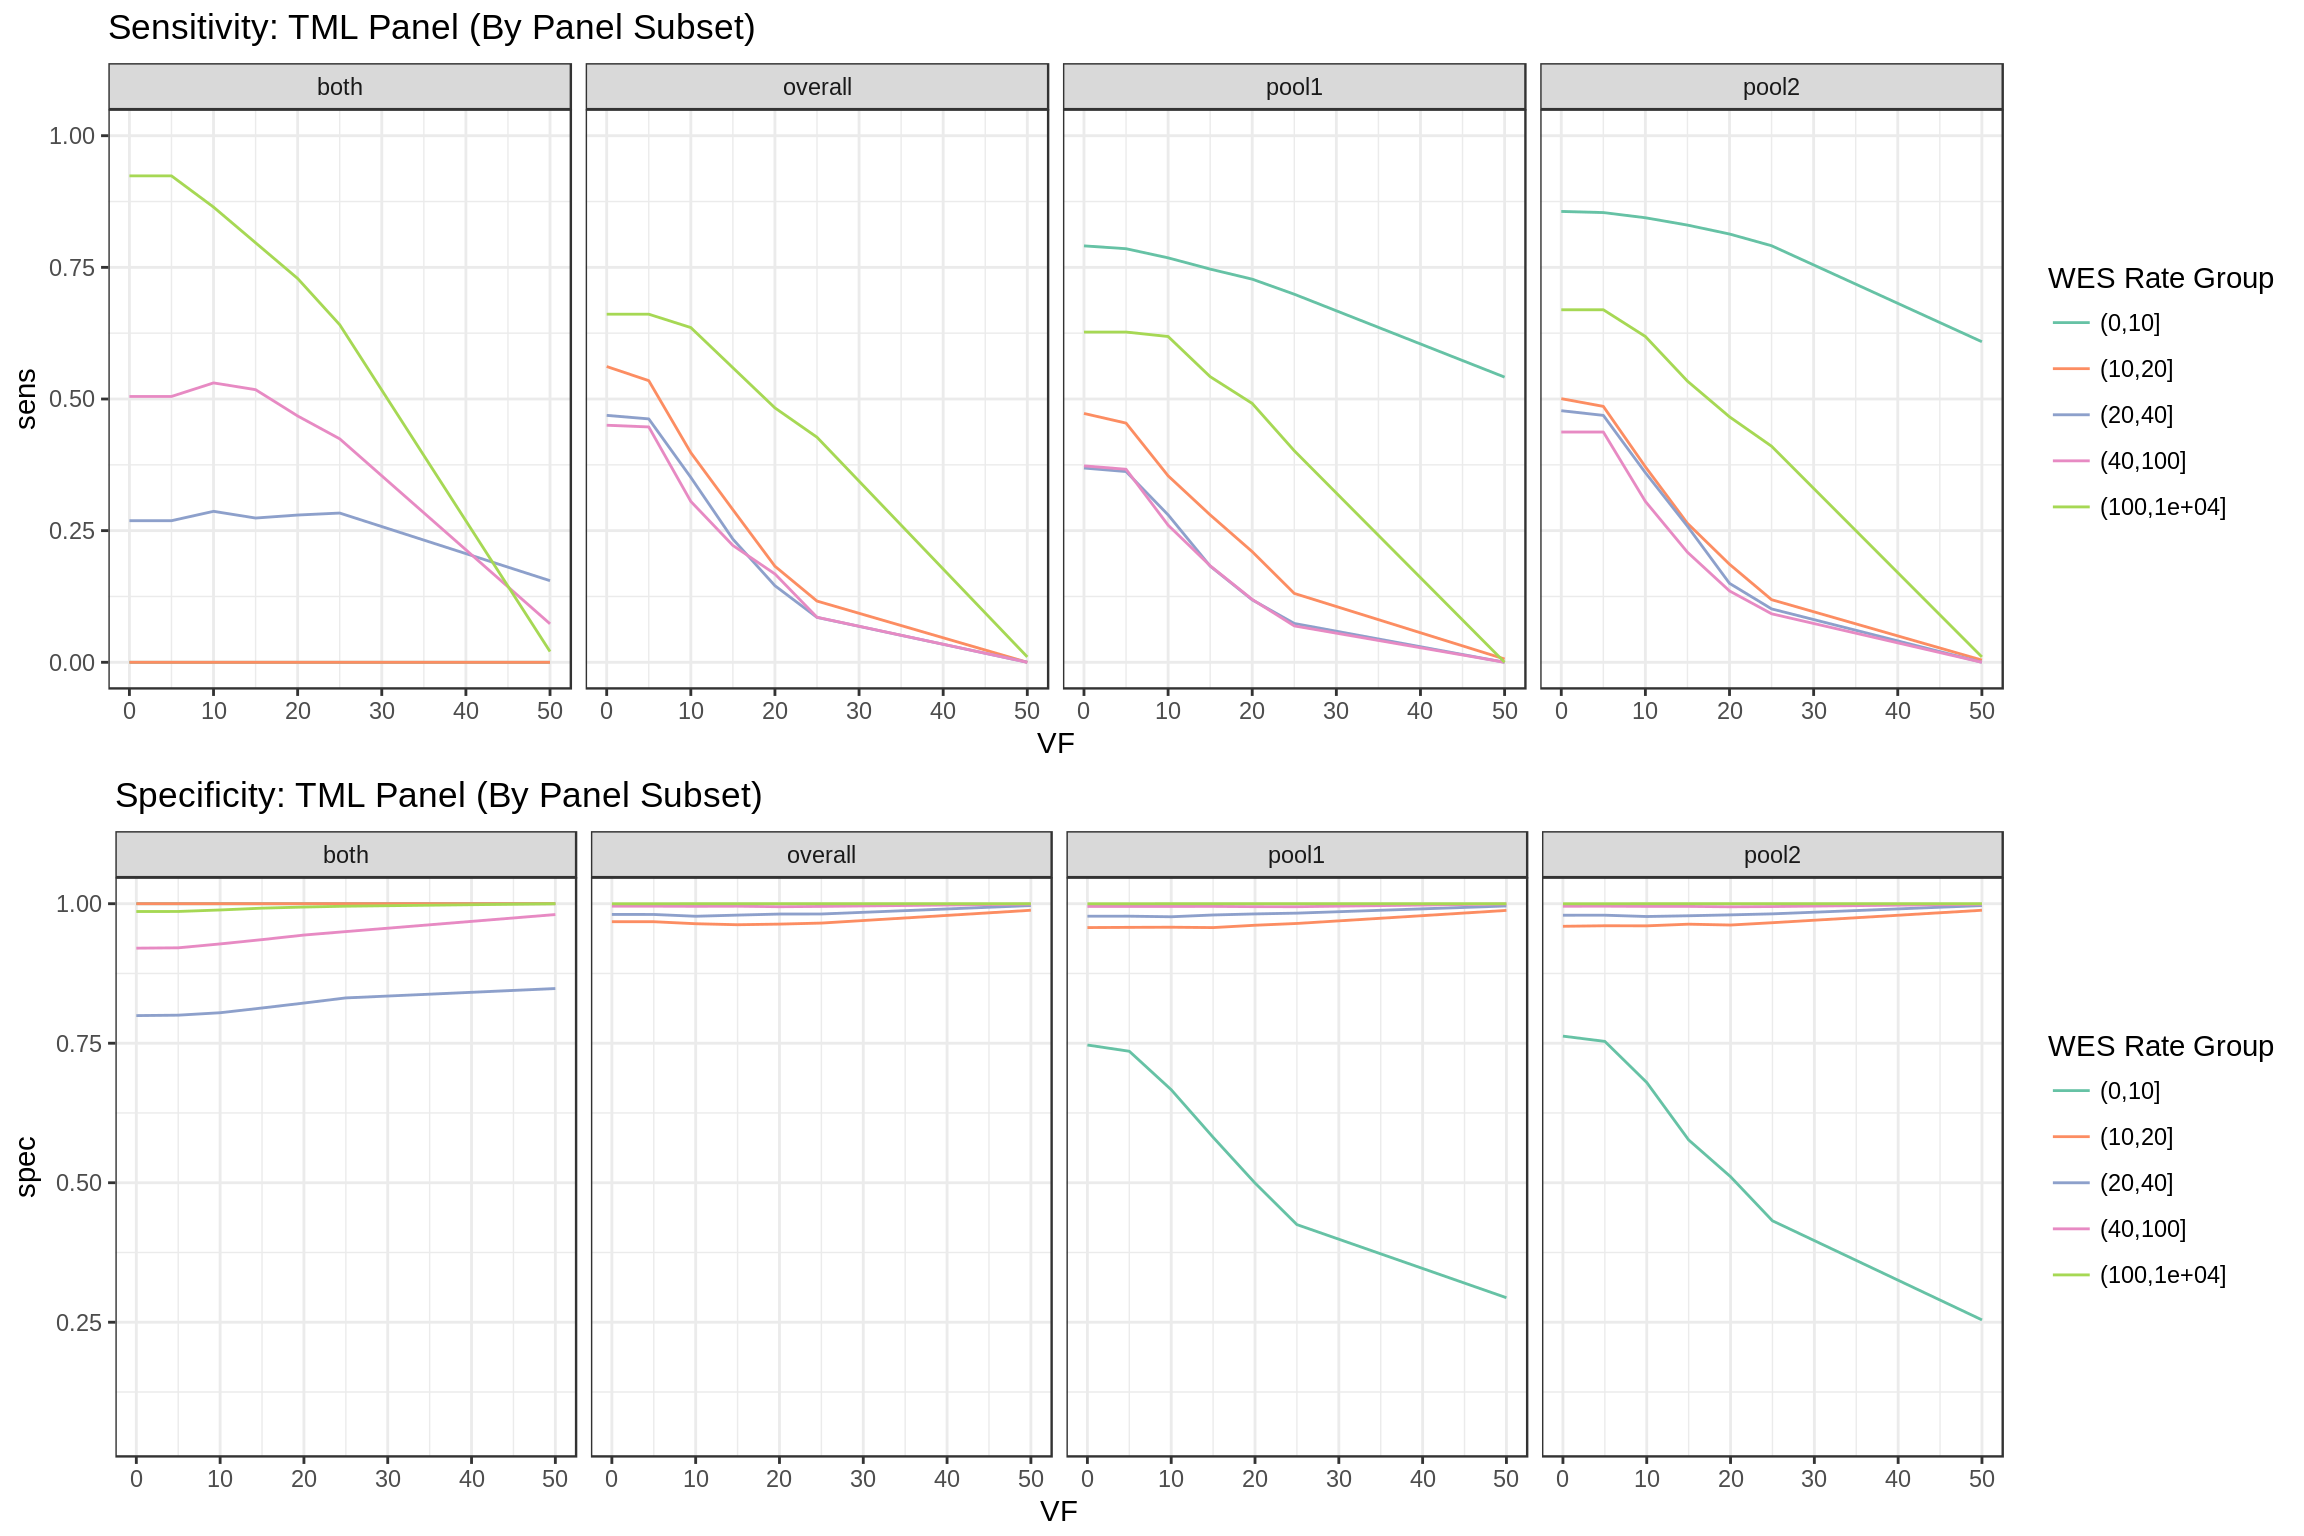 Sensitivity: TML Panel (By Panel Subset)
both overall pool1 pool2
1.00
0.75
0.50
0.25
0.00
sens
0 10 20 30 40 50 0 10 20 30 40 50 0 10 20 30 40 50 0 10 20 30 40 50
VF
WES Rate Group
(0,10]
(10,20]
(20,40]
(40,100]
(100,1e+04]
Specificity: TML Panel (By Panel Subset)
both overall pool1 pool2
1.00
0.75
0.50
0.25
spec
0 10 20 30 40 50 0 10 20 30 40 50 0 10 20 30 40 50 0 10 20 30 40 50
VF
WES Rate Group
(0,10]
(10,20]
(20,40]
(40,100]
(100,1e+04]